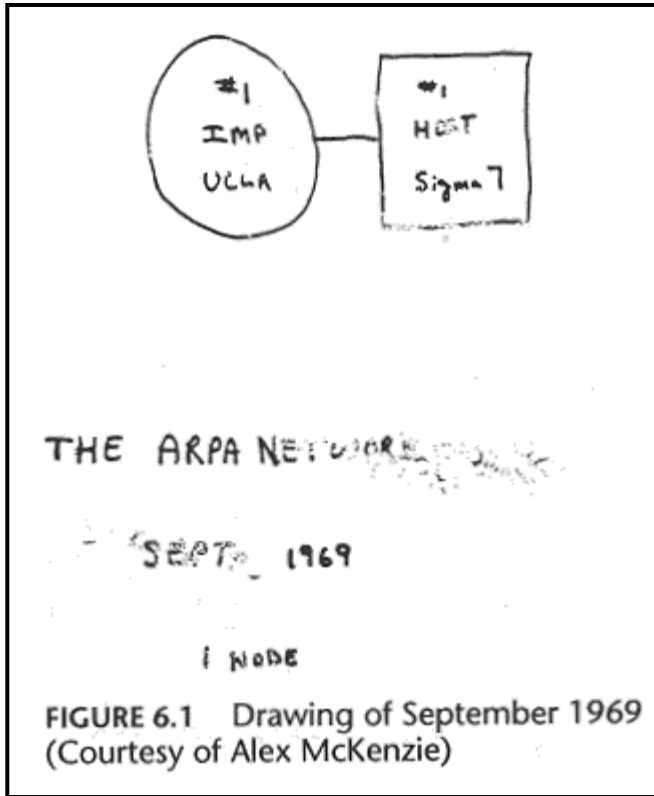 #1
IMP
UCLA
#1
HOST
Sigma 7
THE ARPA NETWORK
SEPT. 1969
1 NODE
FIGURE 6.1 Drawing of September 1969
(Courtesy of Alex McKenzie)